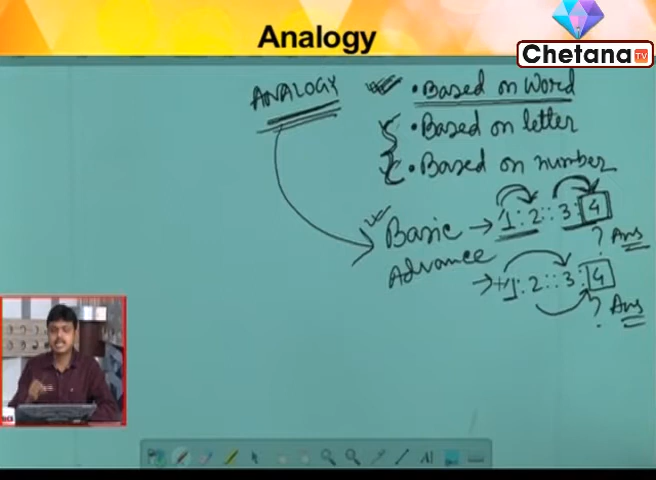 Analogy
Chetana TV
ANALOGY
• Based on Word
• Based on letter
• Based on number
Basic → 1 : 2 :: 3 : 4
? Ans
Advance → 1 : 2 :: 3 : 4
? Ans
AI